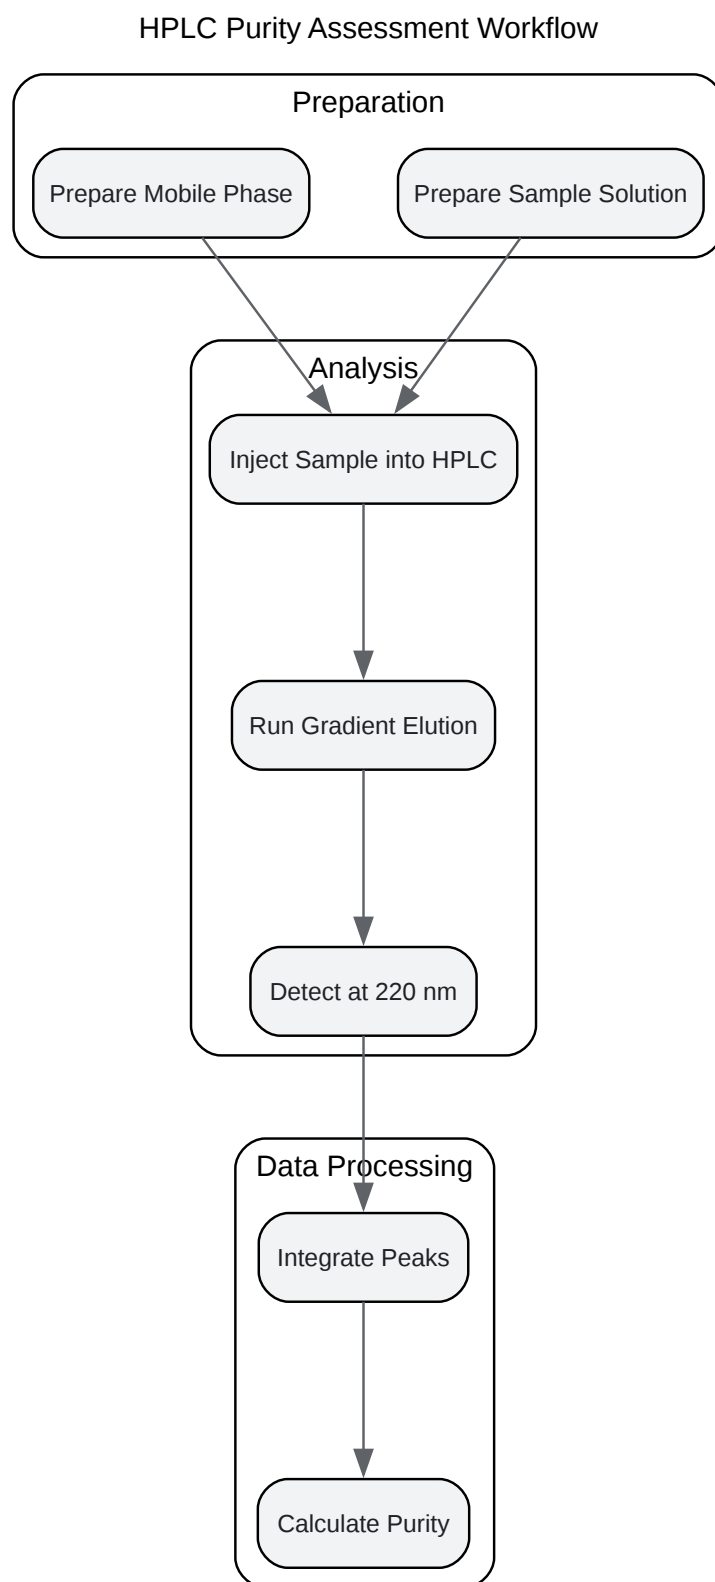 HPLC Purity Assessment Workflow
Preparation
Prepare Mobile Phase
Prepare Sample Solution
Analysis
Inject Sample into HPLC
Run Gradient Elution
Detect at 220 nm
Data Processing
Integrate Peaks
Calculate Purity